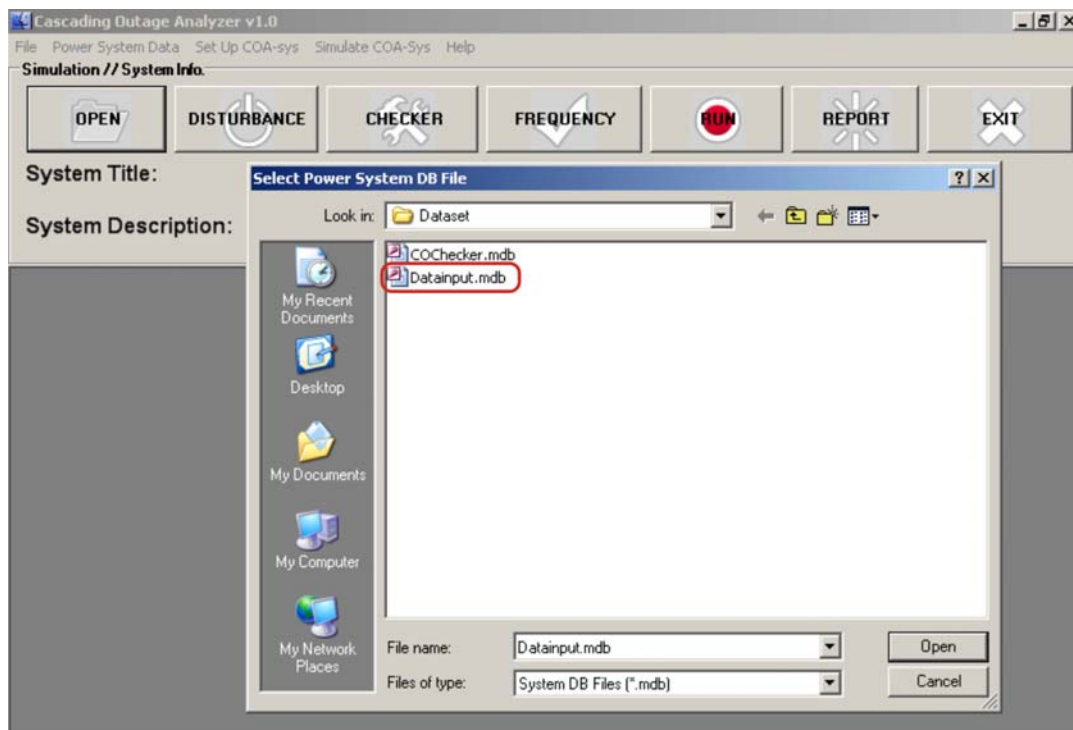 Cascading Outage Analyzer v1.0
File Power System Data Set Up COA-sys Simulate COA-Sys Help
Simulation // System Info.
OPEN DISTURBANCE CHECKER FREQUENCY RUN REPORT EXIT
System Title:
System Description:
Select Power System DB File
Look in: Dataset
COChecker.mdb
Datainput.mdb
My Recent
Documents
Desktop
My Documents
My Computer
My Network
Places
File name: Datainput.mdb Open
Files of type: System DB Files (*.mdb) Cancel